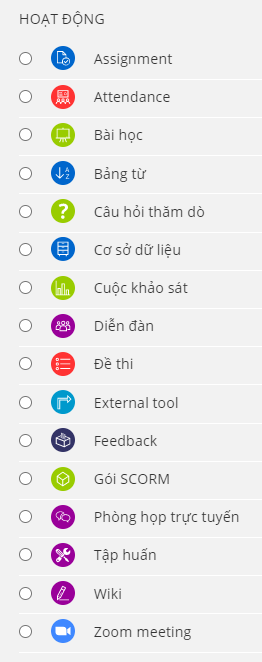 HOẠT ĐỘNG
Assignment
Attendance
Bài học
Bảng từ
Câu hỏi thăm dò
Cơ sở dữ liệu
Cuộc khảo sát
Diễn đàn
Đề thi
External tool
Feedback
Gói SCORM
Phòng họp trực tuyến
Tập huấn
Wiki
Zoom meeting